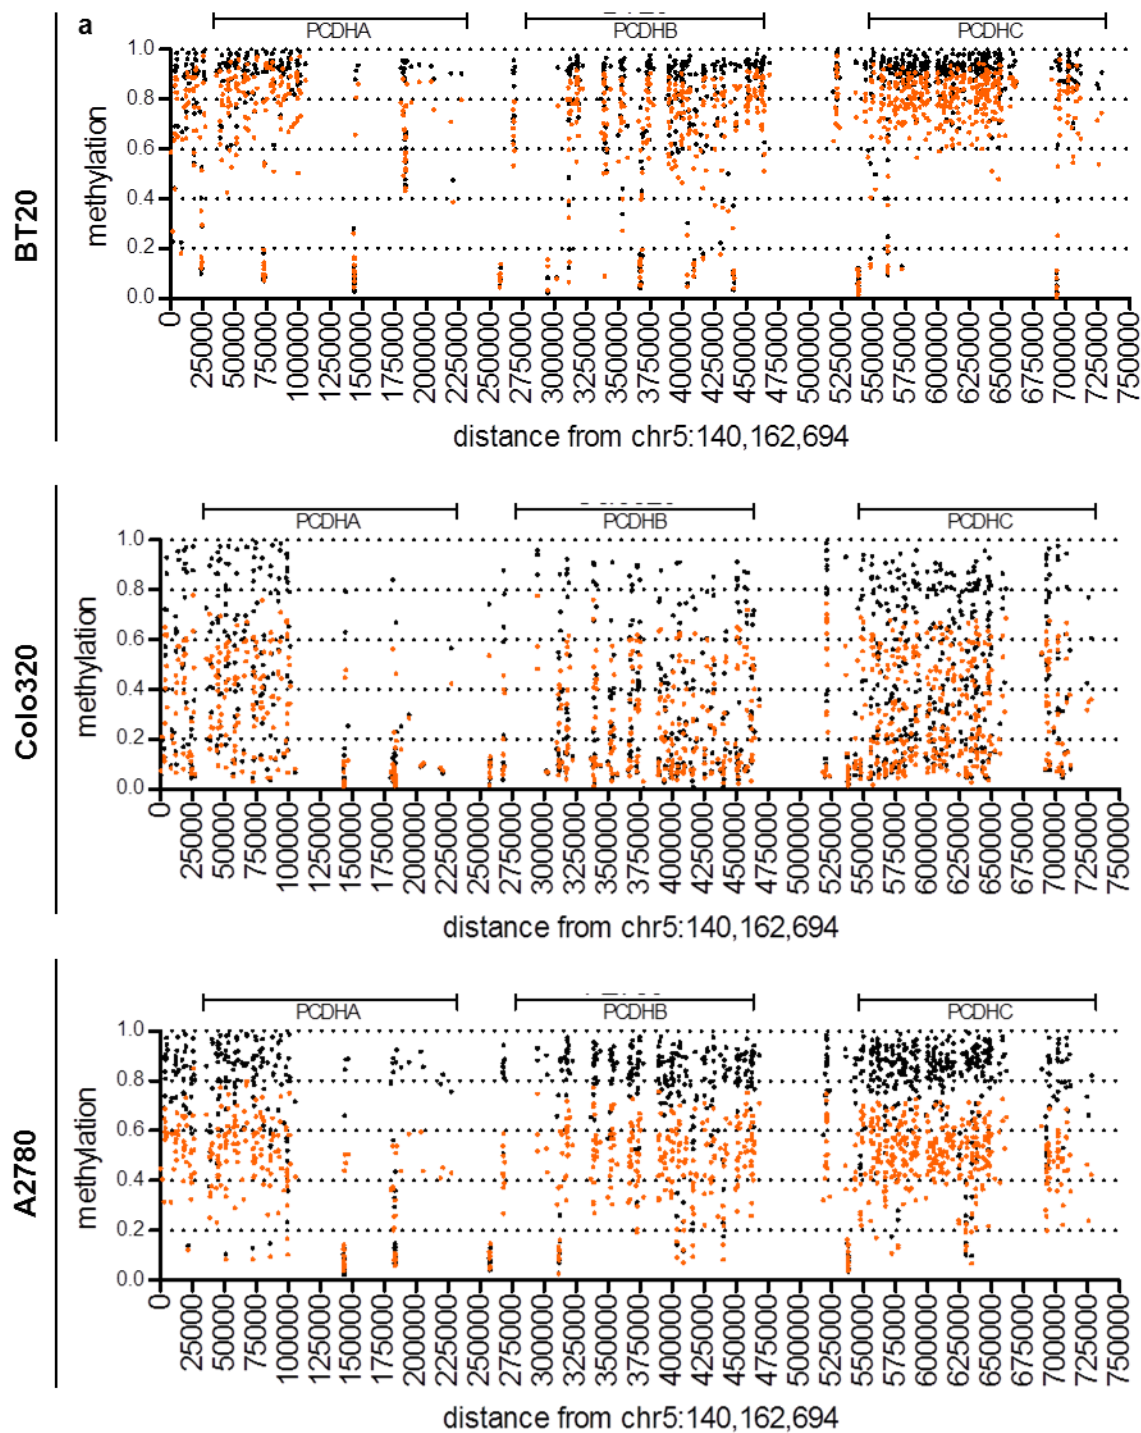 a
PCDHA PCDHB PCDHC
BT20
methylation
1.0
0.8
0.6
0.4
0.2
0.0
0 25000 50000 75000 100000 125000 150000 175000 200000 225000 250000 275000 300000 325000 350000 375000 400000 425000 450000 475000 500000 525000 550000 575000 600000 625000 650000 675000 700000 725000 750000
distance from chr5:140,162,694
PCDHA PCDHB PCDHC
Colo320
methylation
1.0
0.8
0.6
0.4
0.2
0.0
0 25000 50000 75000 100000 125000 150000 175000 200000 225000 250000 275000 300000 325000 350000 375000 400000 425000 450000 475000 500000 525000 550000 575000 600000 625000 650000 675000 700000 725000 750000
distance from chr5:140,162,694
PCDHA PCDHB PCDHC
A2780
methylation
1.0
0.8
0.6
0.4
0.2
0.0
0 25000 50000 75000 100000 125000 150000 175000 200000 225000 250000 275000 300000 325000 350000 375000 400000 425000 450000 475000 500000 525000 550000 575000 600000 625000 650000 675000 700000 725000 750000
distance from chr5:140,162,694